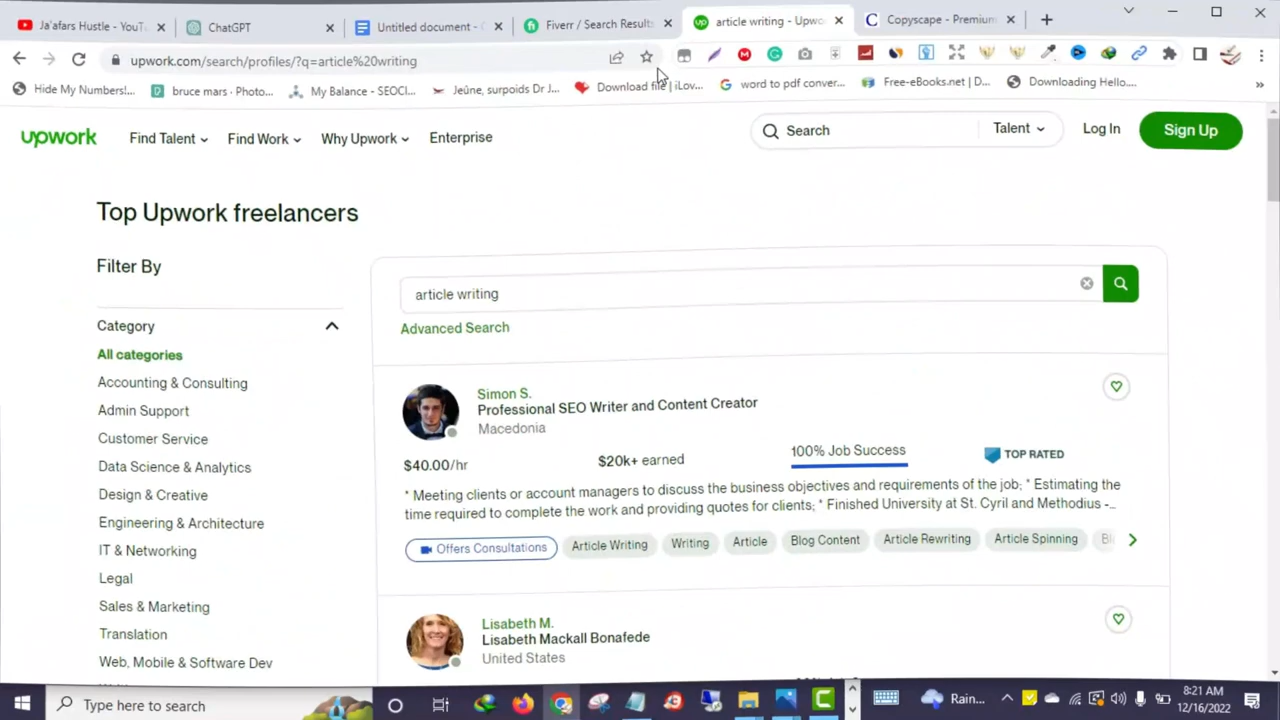 Ja'afars Hustle - YouT
ChatGPT
Untitled document -
Fiverr / Search Results
article writing - Upwo
Copyscape - Premium
upwork.com/search/profiles/?q=article%20writing
Hide My Numbers!...
bruce mars · Photo...
My Balance — SEOCl...
Jeûne, surpoids Dr J...
Download file | iLov...
word to pdf conver...
Free-eBooks.net | D...
Downloading Hello....
upwork
Find Talent
Find Work
Why Upwork
Enterprise
Search
Talent
Log In
Sign Up
Top Upwork freelancers
Filter By
Category
All categories
Accounting & Consulting
Admin Support
Customer Service
Data Science & Analytics
Design & Creative
Engineering & Architecture
IT & Networking
Legal
Sales & Marketing
Translation
Web, Mobile & Software Dev
article writing
Advanced Search
Simon S.
Professional SEO Writer and Content Creator
Macedonia
$40.00/hr
$20k+ earned
100% Job Success
TOP RATED
* Meeting clients or account managers to discuss the business objectives and requirements of the job; * Estimating the
time required to complete the work and providing quotes for clients; * Finished University at St. Cyril and Methodius -...
Offers Consultations
Article Writing
Writing
Article
Blog Content
Article Rewriting
Article Spinning
Bl
Lisabeth M.
Lisabeth Mackall Bonafede
United States
Type here to search
Rain...
8:21 AM
12/16/2022